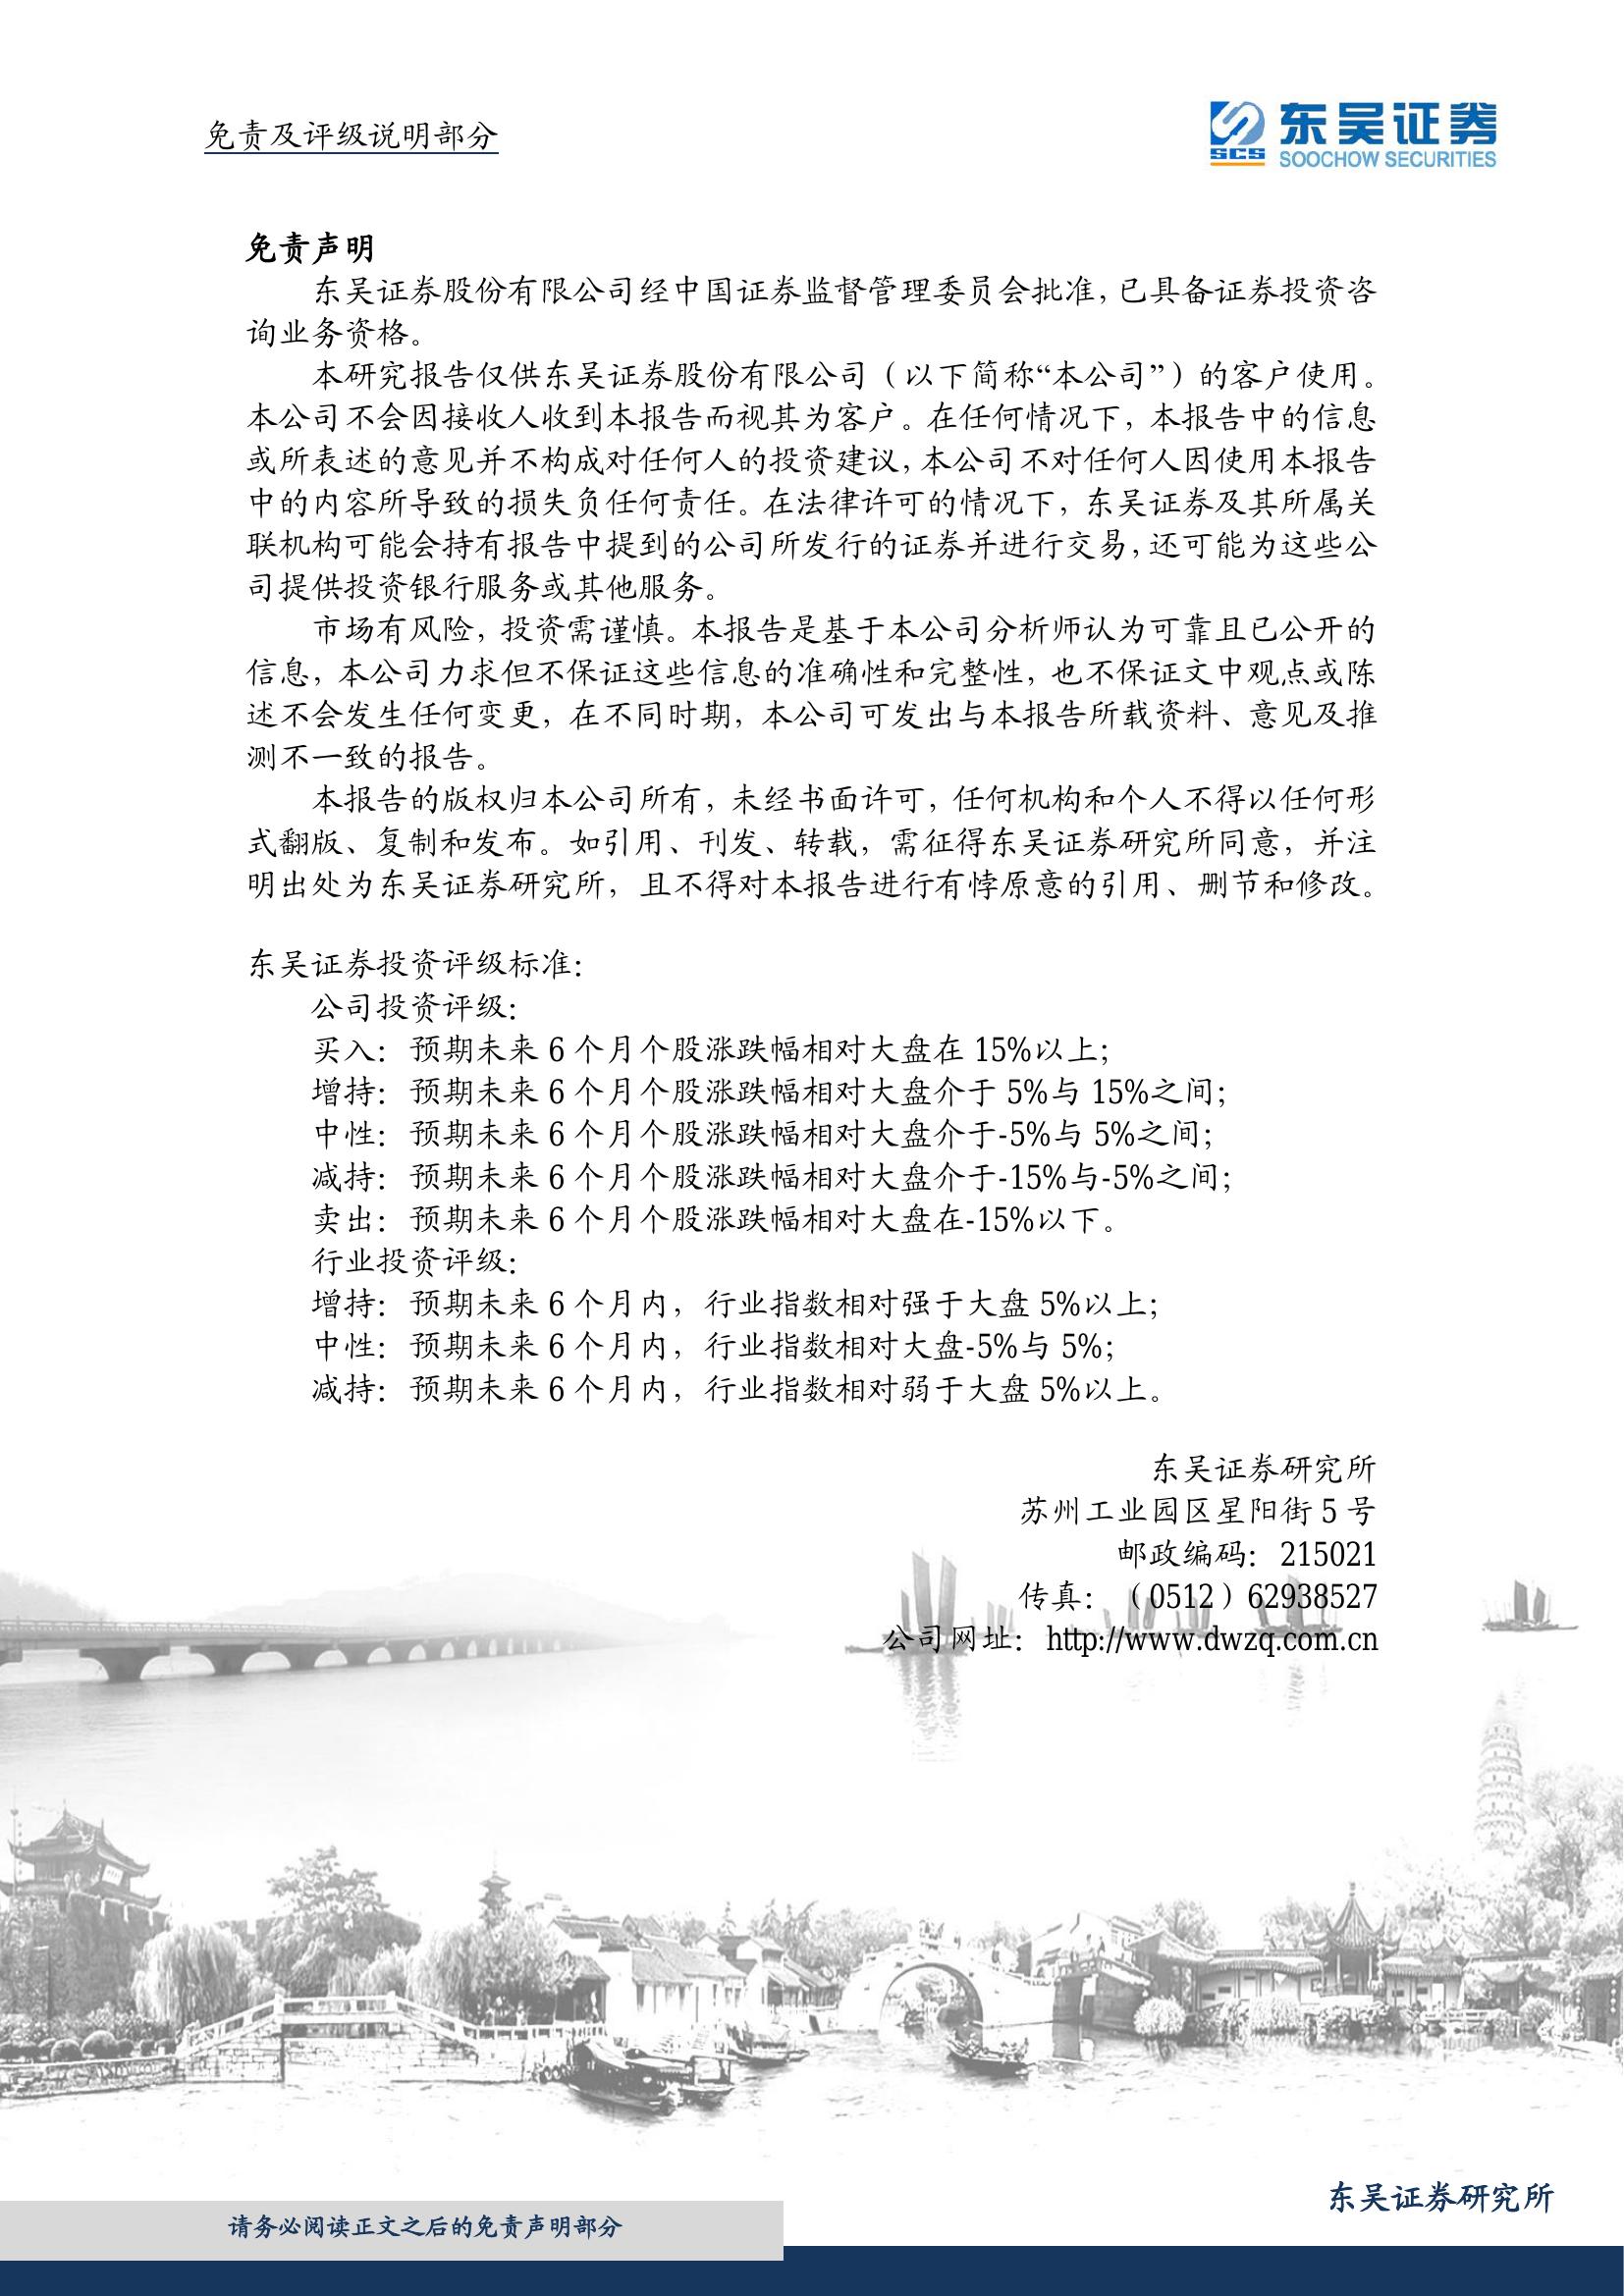 免责及评级说明部分
SCS 东吴证券
SOOCHOW SECURITIES
免责声明
东吴证券股份有限公司经中国证券监督管理委员会批准，已具备证券投资咨
询业务资格。
本研究报告仅供东吴证券股份有限公司（以下简称“本公司”）的客户使用。
本公司不会因接收人收到本报告而视其为客户。在任何情况下，本报告中的信息
或所表述的意见并不构成对任何人的投资建议，本公司不对任何人因使用本报告
中的内容所导致的损失负任何责任。在法律许可的情况下，东吴证券及其所属关
联机构可能会持有报告中提到的公司所发行的证券并进行交易，还可能为这些公
司提供投资银行服务或其他服务。
市场有风险，投资需谨慎。本报告是基于本公司分析师认为可靠且已公开的
信息，本公司力求但不保证这些信息的准确性和完整性，也不保证文中观点或陈
述不会发生任何变更，在不同时期，本公司可发出与本报告所载资料、意见及推
测不一致的报告。
本报告的版权归本公司所有，未经书面许可，任何机构和个人不得以任何形
式翻版、复制和发布。如引用、刊发、转载，需征得东吴证券研究所同意，并注
明出处为东吴证券研究所，且不得对本报告进行有悖原意的引用、删节和修改。
东吴证券投资评级标准：
公司投资评级：
买入：预期未来 6 个月个股涨跌幅相对大盘在 15%以上；
增持：预期未来 6 个月个股涨跌幅相对大盘介于 5%与 15%之间；
中性：预期未来 6 个月个股涨跌幅相对大盘介于-5%与 5%之间；
减持：预期未来 6 个月个股涨跌幅相对大盘介于-15%与-5%之间；
卖出：预期未来 6 个月个股涨跌幅相对大盘在-15%以下。
行业投资评级：
增持：预期未来 6 个月内，行业指数相对强于大盘 5%以上；
中性：预期未来 6 个月内，行业指数相对大盘-5%与 5%；
减持：预期未来 6 个月内，行业指数相对弱于大盘 5%以上。
东吴证券研究所
苏州工业园区星阳街 5 号
邮政编码：215021
传真：（0512）62938527
公司网址：http://www.dwzq.com.cn
东吴证券研究所
请务必阅读正文之后的免责声明部分